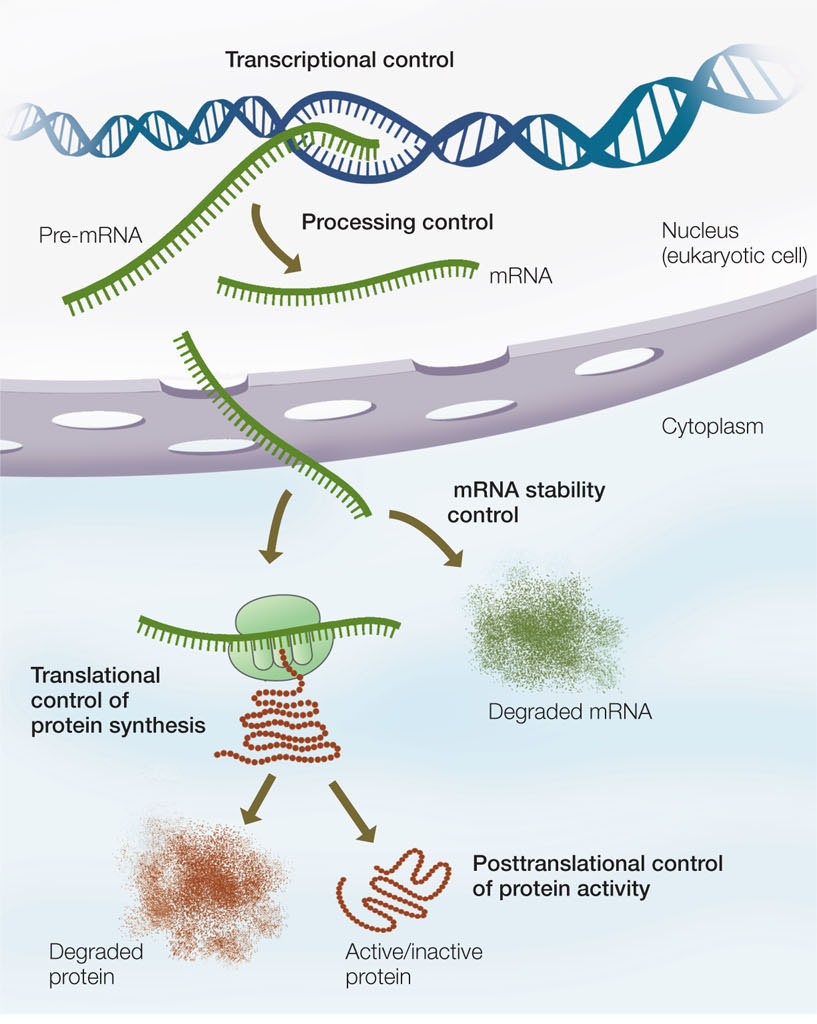 Transcriptional control
Pre-mRNA
Processing control
Nucleus
(eukaryotic cell)
mRNA
Cytoplasm
mRNA stability
control
Translational
control of
protein synthesis
Degraded mRNA
Posttranslational control
of protein activity
Degraded
protein
Active/inactive
protein